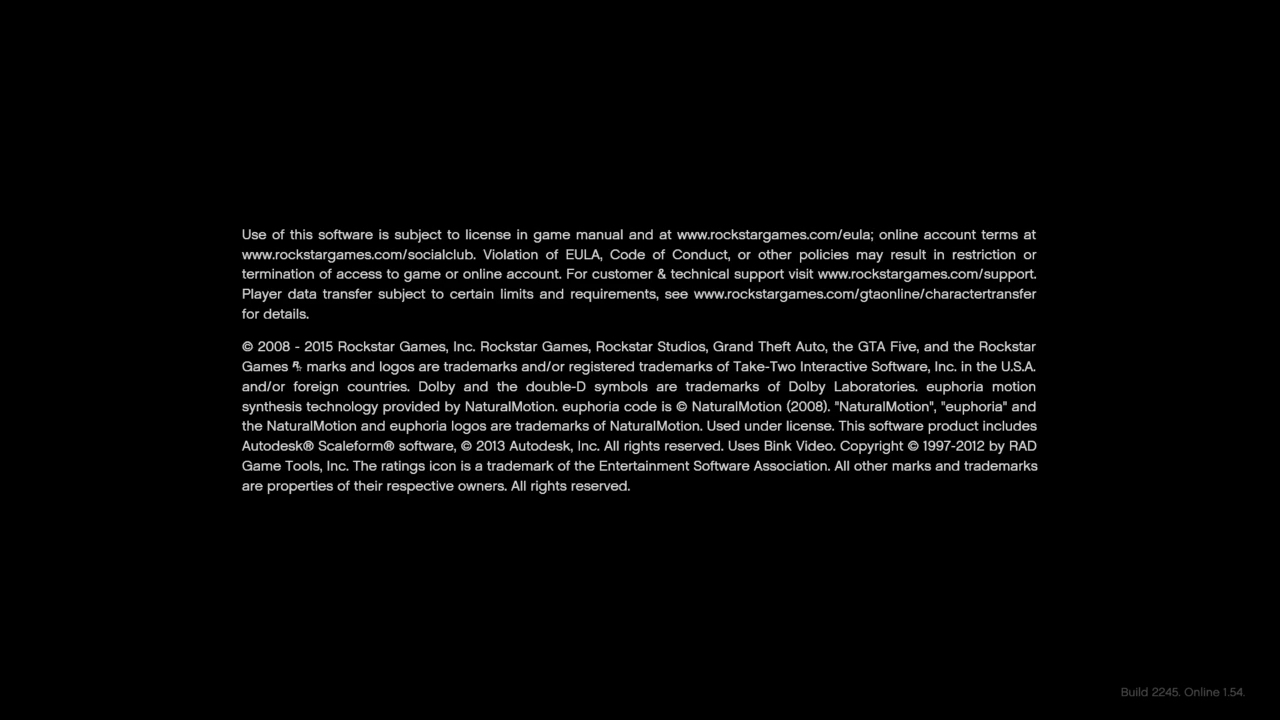 Use of this software is subject to license in game manual and at www.rockstargames.com/eula; online account terms at
www.rockstargames.com/socialclub. Violation of EULA, Code of Conduct, or other policies may result in restriction or
termination of access to game or online account. For customer & technical support visit www.rockstargames.com/support.
Player data transfer subject to certain limits and requirements, see www.rockstargames.com/gtaonline/charactertransfer
for details.
© 2008 - 2015 Rockstar Games, Inc. Rockstar Games, Rockstar Studios, Grand Theft Auto, the GTA Five, and the Rockstar
Games R* marks and logos are trademarks and/or registered trademarks of Take-Two Interactive Software, Inc. in the U.S.A.
and/or foreign countries. Dolby and the double-D symbols are trademarks of Dolby Laboratories. euphoria motion
synthesis technology provided by NaturalMotion. euphoria code is © NaturalMotion (2008). "NaturalMotion", "euphoria" and
the NaturalMotion and euphoria logos are trademarks of NaturalMotion. Used under license. This software product includes
Autodesk® Scaleform® software, © 2013 Autodesk, Inc. All rights reserved. Uses Bink Video. Copyright © 1997-2012 by RAD
Game Tools, Inc. The ratings icon is a trademark of the Entertainment Software Association. All other marks and trademarks
are properties of their respective owners. All rights reserved.
Build 2245. Online 1.54.